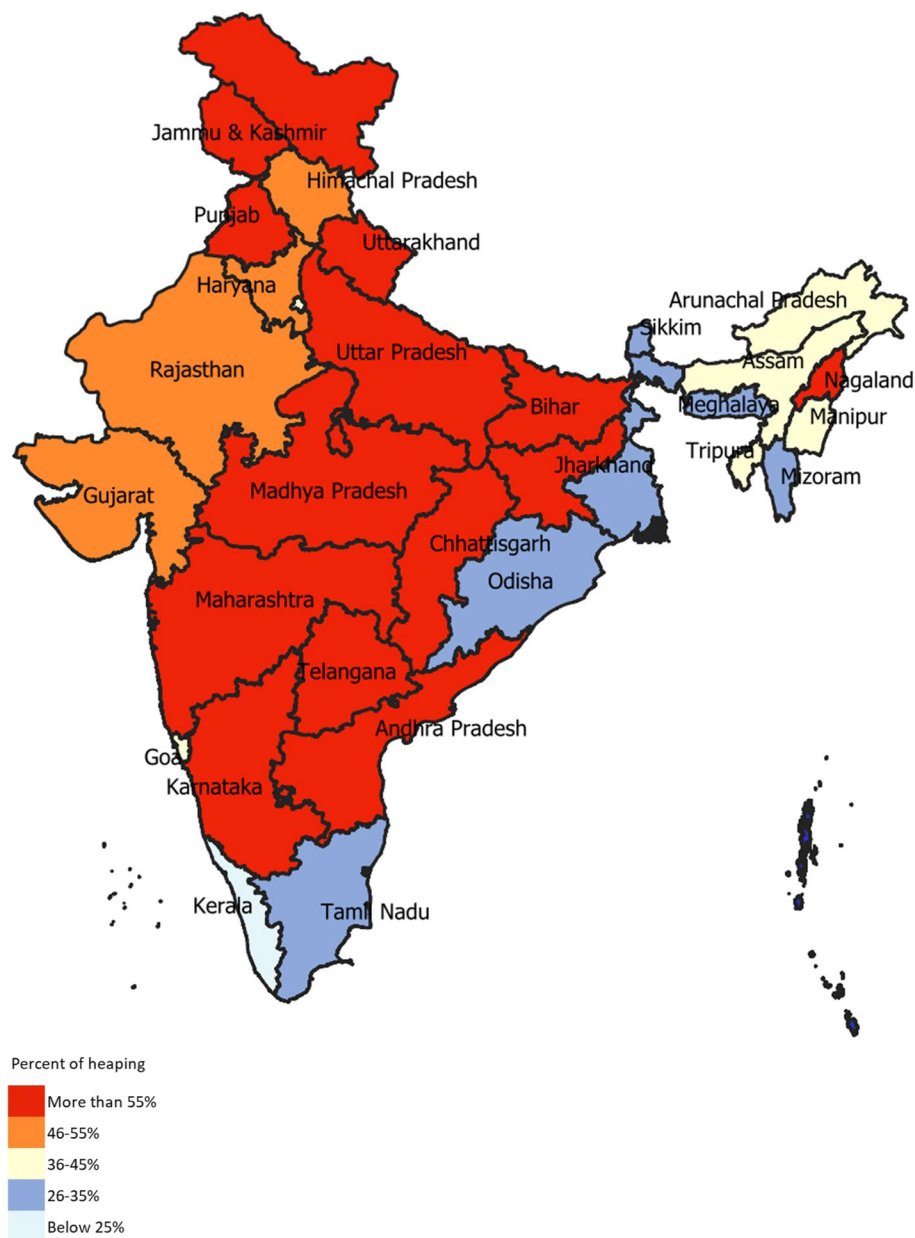 Jammu & Kashmir
Himachal Pradesh
Punjab
Uttarakhand
Haryana
Arunachal Pradesh
Sikkim
Uttar Pradesh
Assam
Rajasthan
Nagaland
Bihar
Meghalaya
Manipur
Tripura
Jharkhand
Mizoram
Madhya Pradesh
Gujarat
Chhattisgarh
Odisha
Maharashtra
Telangana
Andhra Pradesh
Goa
Karnataka
Kerala
Tamil Nadu
Percent of heaping
More than 55%
46-55%
36-45%
26-35%
Below 25%